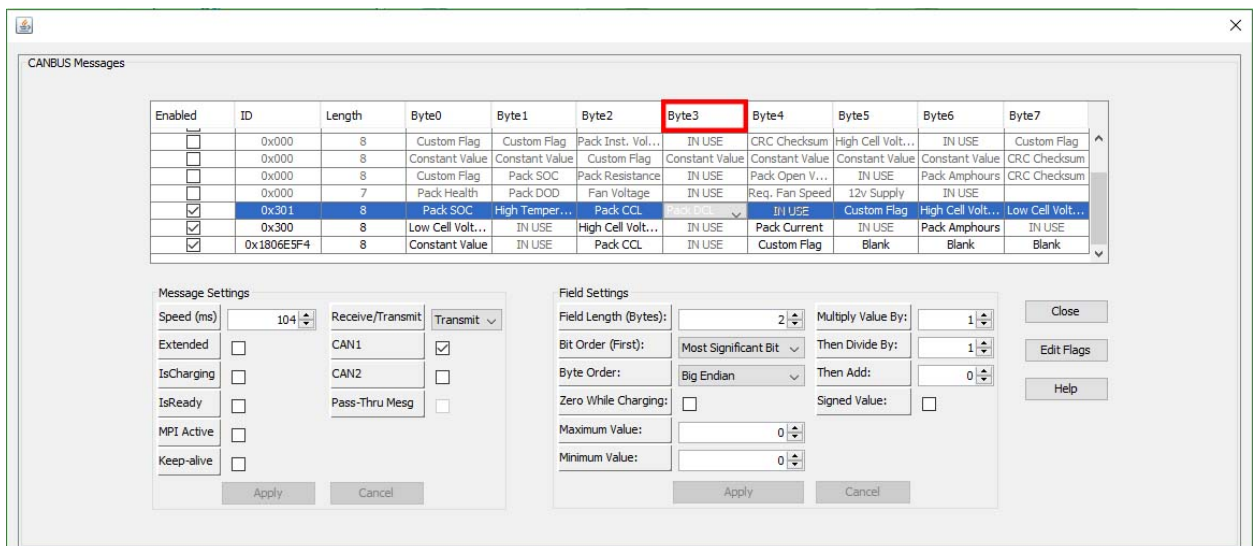 CANBUS Messages
Enabled ID Length Byte0 Byte1 Byte2 Byte3 Byte4 Byte5 Byte6 Byte7
0x000 8 Custom Flag Custom Flag Pack Inst. Vol... IN USE CRC Checksum High Cell Volt... IN USE Custom Flag
0x000 8 Constant Value Constant Value Custom Flag Constant Value Constant Value Constant Value Constant Value CRC Checksum
0x000 8 Custom Flag Pack SOC Pack Resistance IN USE Pack Open V... IN USE Pack Amphours CRC Checksum
0x000 7 Pack Health Pack DOD Fan Voltage IN USE Req. Fan Speed 12v Supply IN USE
0x301 8 Pack SOC High Temper... Pack CCL Pack DCL IN USE Custom Flag High Cell Volt... Low Cell Volt...
0x300 8 Low Cell Volt... IN USE High Cell Volt... IN USE Pack Current IN USE Pack Amphours IN USE
0x1806E5F4 8 Constant Value IN USE Pack CCL IN USE Custom Flag Blank Blank Blank
Message Settings
Speed (ms) 104 Receive/Transmit Transmit
Extended CAN1
IsCharging CAN2
IsReady Pass-Thru Mesg
MPI Active
Keep-alive
Apply Cancel
Field Settings
Field Length (Bytes): 2 Multiply Value By: 1
Bit Order (First): Most Significant Bit Then Divide By: 1
Byte Order: Big Endian Then Add: 0
Zero While Charging: Signed Value:
Maximum Value: 0
Minimum Value: 0
Apply Cancel
Close
Edit Flags
Help